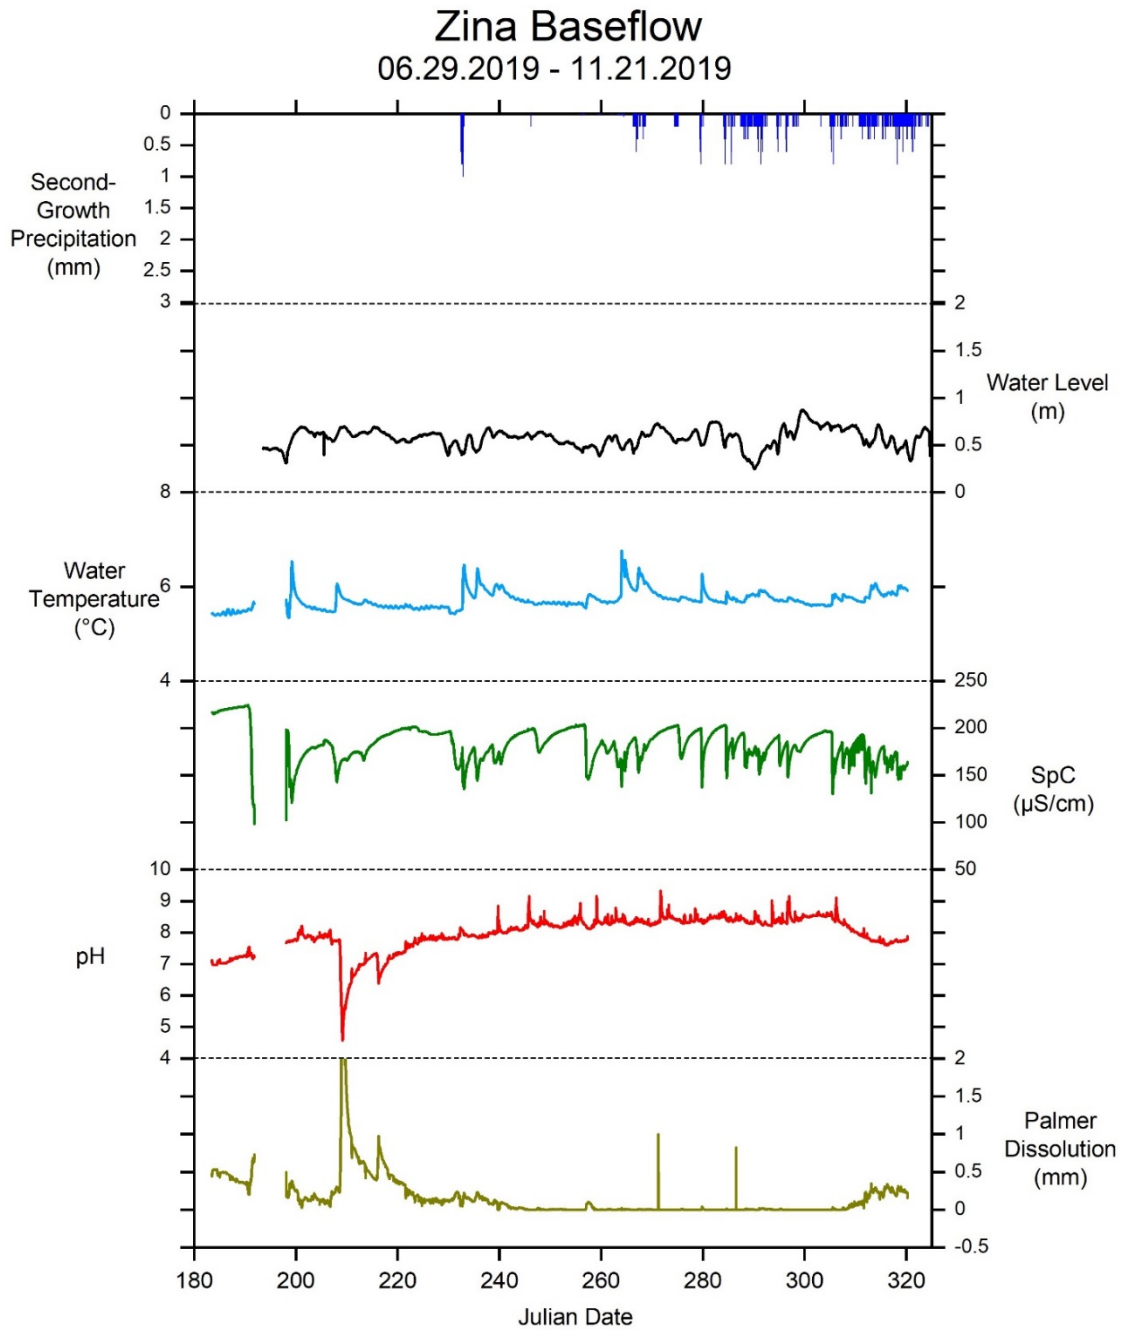 Zina Baseflow
06.29.2019 - 11.21.2019
Second-
Growth
Precipitation
(mm)
0
0.5
1
1.5
2
2.5
3
2
1.5
1
0.5
0
Water Level
(m)
Water
Temperature
(°C)
8
6
4
250
200
150
100
50
SpC
(µS/cm)
pH
10
9
8
7
6
5
4
2
1.5
1
0.5
0
-0.5
Palmer
Dissolution
(mm)
180 200 220 240 260 280 300 320
Julian Date